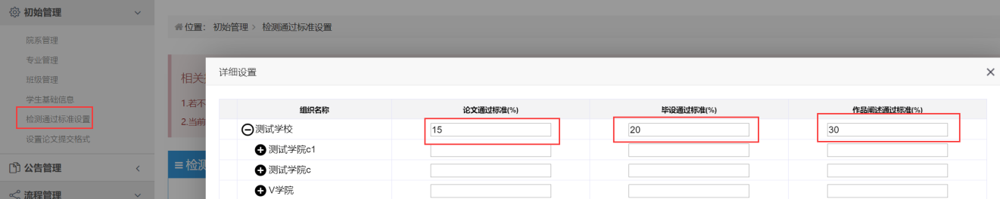 初始管理
院系管理
专业管理
班级管理
学生基础信息
检测通过标准设置
设置论文提交格式
公告管理
流程管理
位置： 初始管理 > 检测通过标准设置
相关
1.若不
2.当前
检测
详细设置
组织名称 论文通过标准(%) 毕设通过标准(%) 作品阐述通过标准(%)
测试学校 15 20 30
测试学院c1
测试学院c
V学院